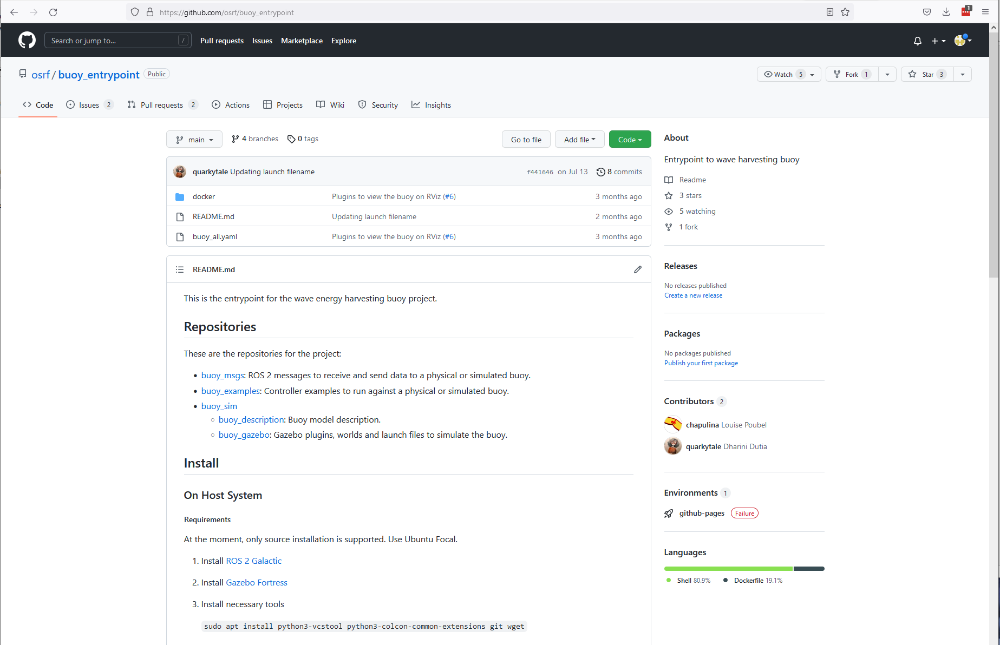 https://github.com/osrf/buoy_entrypoint
1
Search or jump to...
/
Pull requests
Issues
Marketplace
Explore
osrf / buoy_entrypoint
Public
Watch 5
Fork 1
Star 3
Code
Issues 2
Pull requests 2
Actions
Projects
Wiki
Security
Insights
main
4 branches
0 tags
Go to file
Add file
Code
quarkytale Updating launch filename
f441646 on Jul 13
8 commits
docker
Plugins to view the buoy on RViz (#6)
3 months ago
README.md
Updating launch filename
2 months ago
buoy_all.yaml
Plugins to view the buoy on RViz (#6)
3 months ago
README.md
This is the entrypoint for the wave energy harvesting buoy project.
Repositories
These are the repositories for the project:
• buoy_msgs: ROS 2 messages to receive and send data to a physical or simulated buoy.
• buoy_examples: Controller examples to run against a physical or simulated buoy.
• buoy_sim
○ buoy_description: Buoy model description.
○ buoy_gazebo: Gazebo plugins, worlds and launch files to simulate the buoy.
Install
On Host System
Requirements
At the moment, only source installation is supported. Use Ubuntu Focal.
1. Install ROS 2 Galactic
2. Install Gazebo Fortress
3. Install necessary tools
sudo apt install python3-vcstool python3-colcon-common-extensions git wget
About
Entrypoint to wave harvesting buoy
Readme
3 stars
5 watching
1 fork
Releases
No releases published
Create a new release
Packages
No packages published
Publish your first package
Contributors 2
chapulina Louise Poubel
quarkytale Dharini Dutia
Environments 1
github-pages Failure
Languages
Shell 80.9%
Dockerfile 19.1%